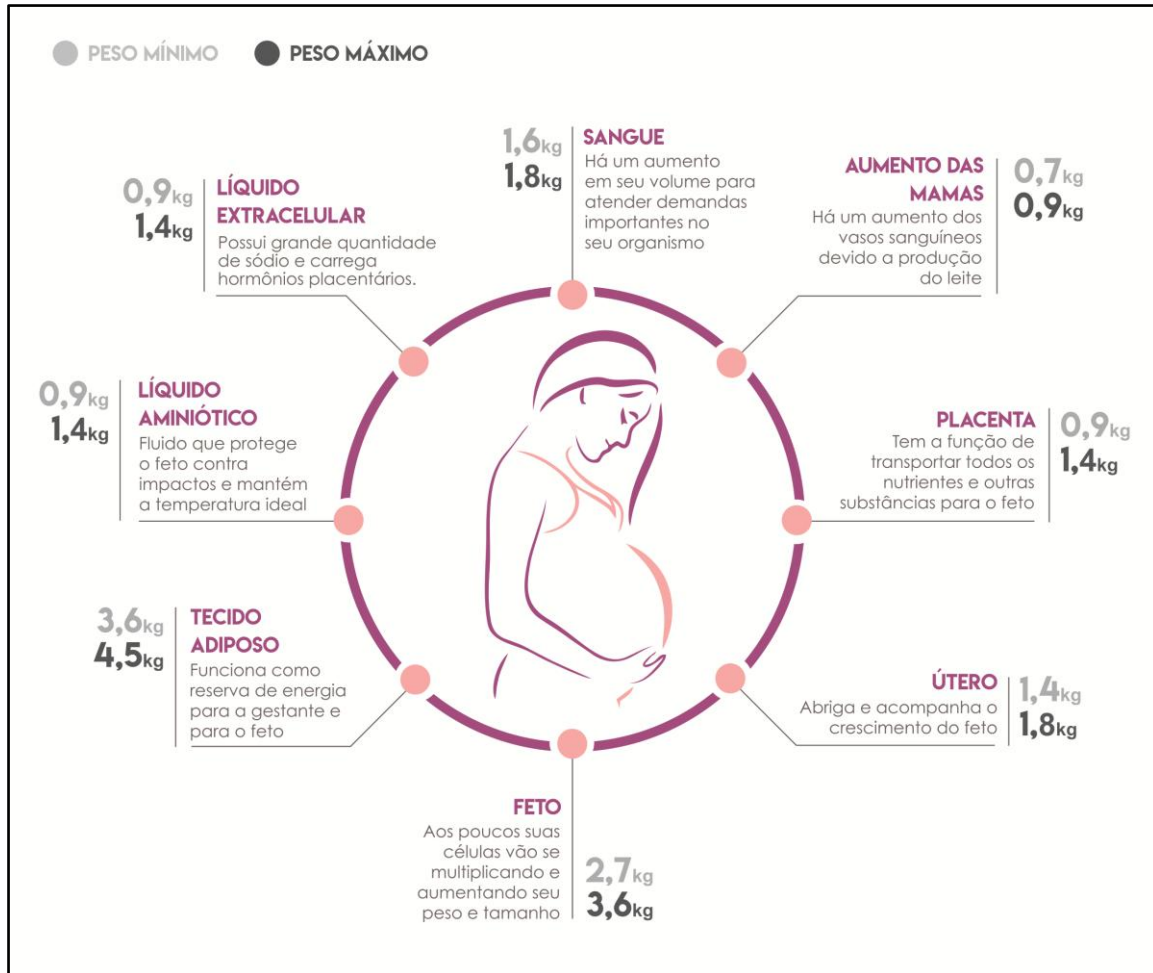 PESO MÍNIMO
PESO MÁXIMO
1,6kg
1,8kg
SANGUE
Há um aumento
em seu volume para
atender demandas
importantes no
seu organismo
AUMENTO DAS
MAMAS
Há um aumento dos
vasos sanguíneos
devido a produção
do leite
0,7kg
0,9kg
PLACENTA
Tem a função de
transportar todos os
nutrientes e outras
substâncias para o feto
0,9kg
1,4kg
ÚTERO
Abriga e acompanha o
crescimento do feto
1,4kg
1,8kg
FETO
Aos poucos suas
células vão se
multiplicando e
aumentando seu
peso e tamanho
2,7kg
3,6kg
3,6kg
4,5kg
TECIDO
ADIPOSO
Funciona como
reserva de energia
para a gestante e
para o feto
0,9kg
1,4kg
LÍQUIDO
AMINIÓTICO
Fluido que protege
o feto contra
impactos e mantém
a temperatura ideal
0,9kg
1,4kg
LÍQUIDO
EXTRACELULAR
Possui grande quantidade
de sódio e carrega
hormônios placentários.